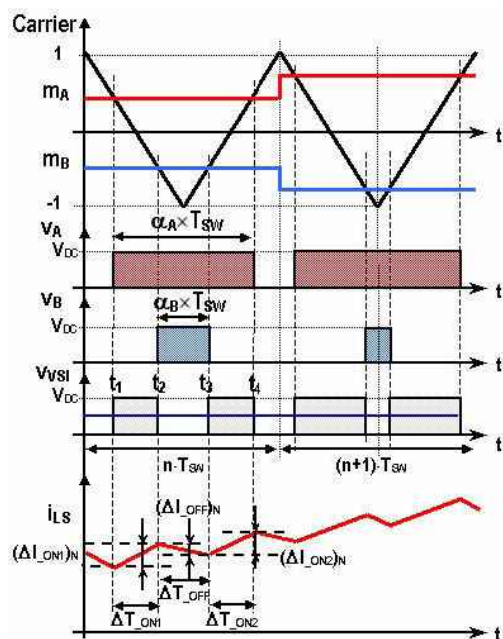 Carrier
1
m_A
t
m_B
-1
α_A×T_SW
V_A
V_DC
t
α_B×T_SW
V_B
V_DC
t
V_VSI t_1 t_2 t_3 t_4
V_DC
t
n·T_SW (n+1)·T_SW
i_LS
(ΔI_OFF)_N
(ΔI_ON1)_N (ΔI_ON2)_N
ΔT_OFF
ΔT_ON1 ΔT_ON2
t